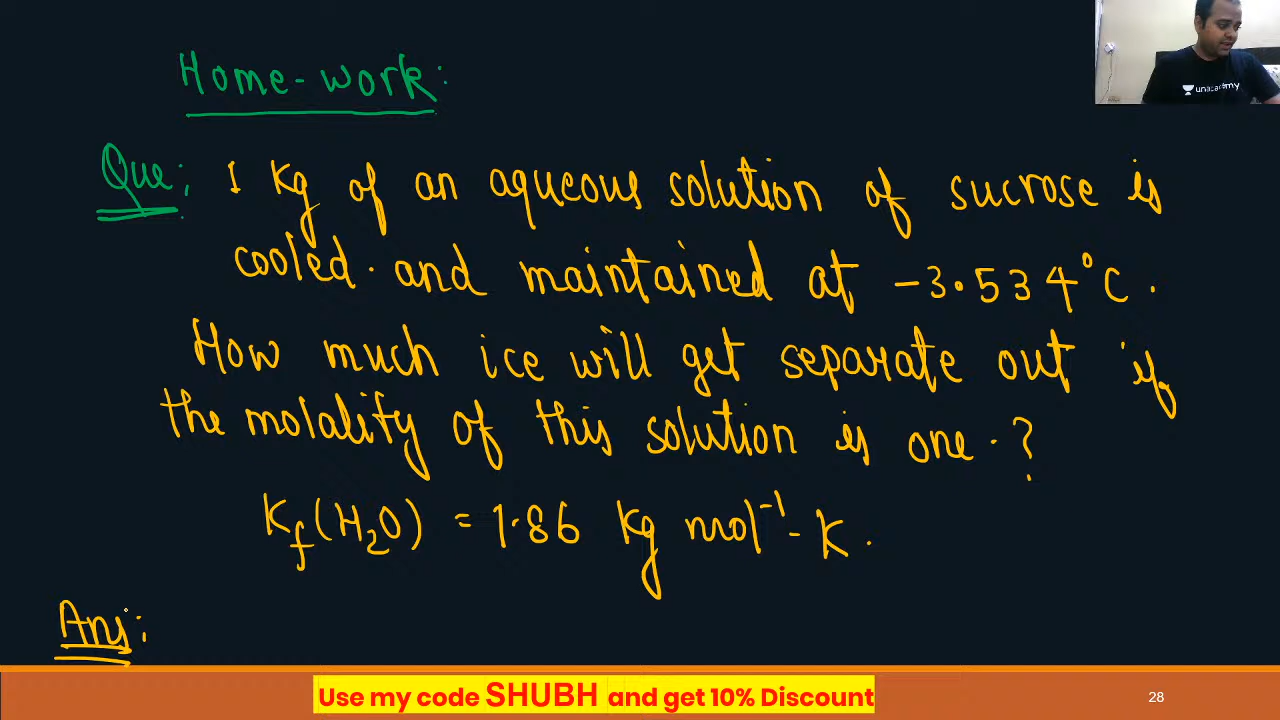 Home-work:
unacademy
Que: 1 Kg of an aqueous solution of sucrose is
cooled. and maintained at -3.534°C.
How much ice will get separate out if
the molality of this solution is one.?
Kf(H2O) = 1.86 Kg mol⁻¹-K.
Ans:
Use my code SHUBH and get 10% Discount
28